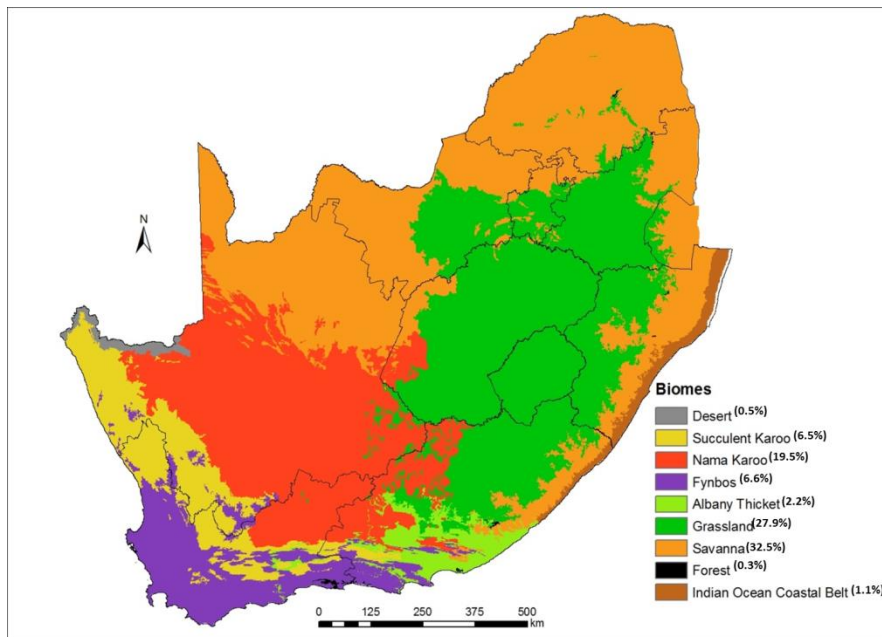 N
Biomes
Desert (0.5%)
Succulent Karoo (6.5%)
Nama Karoo (19.5%)
Fynbos (6.6%)
Albany Thicket (2.2%)
Grassland (27.9%)
Savanna (32.5%)
Forest (0.3%)
Indian Ocean Coastal Belt (1.1%)
0 125 250 375 500
km